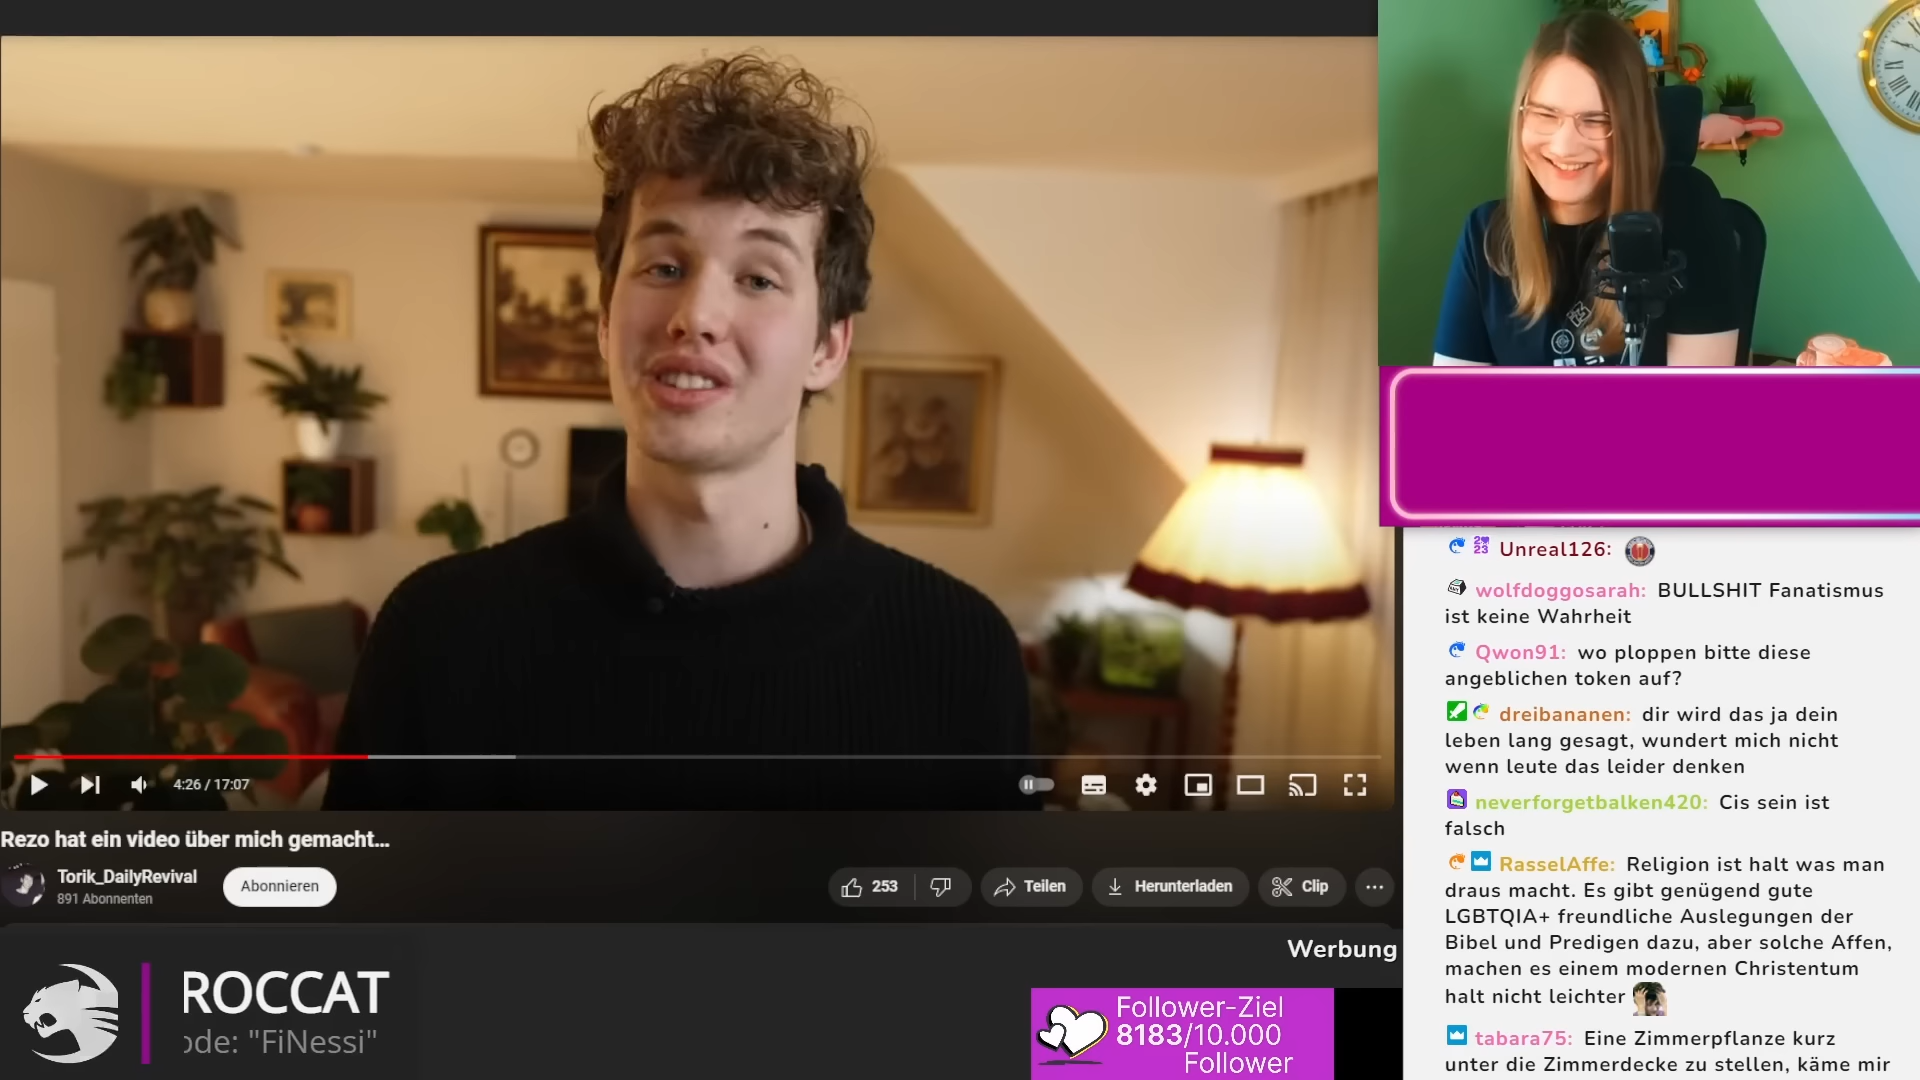 4:26 / 17:07
Rezo hat ein video über mich gemacht...
Torik_DailyRevival
891 Abonnenten
Abonnieren
253
Teilen
Herunterladen
Clip
Werbung
ROCCAT
ode: "FiNessi"
Follower-Ziel
8183/10.000
Follower
Unreal126:
wolfdoggosarah: BULLSHIT Fanatismus
ist keine Wahrheit
Qwon91: wo ploppen bitte diese
angeblichen token auf?
dreibananen: dir wird das ja dein
leben lang gesagt, wundert mich nicht
wenn leute das leider denken
neverforgetbalken420: Cis sein ist
falsch
RasselAffe: Religion ist halt was man
draus macht. Es gibt genügend gute
LGBTQIA+ freundliche Auslegungen der
Bibel und Predigen dazu, aber solche Affen,
machen es einem modernen Christentum
halt nicht leichter
tabara75: Eine Zimmerpflanze kurz
unter die Zimmerdecke zu stellen, käme mir